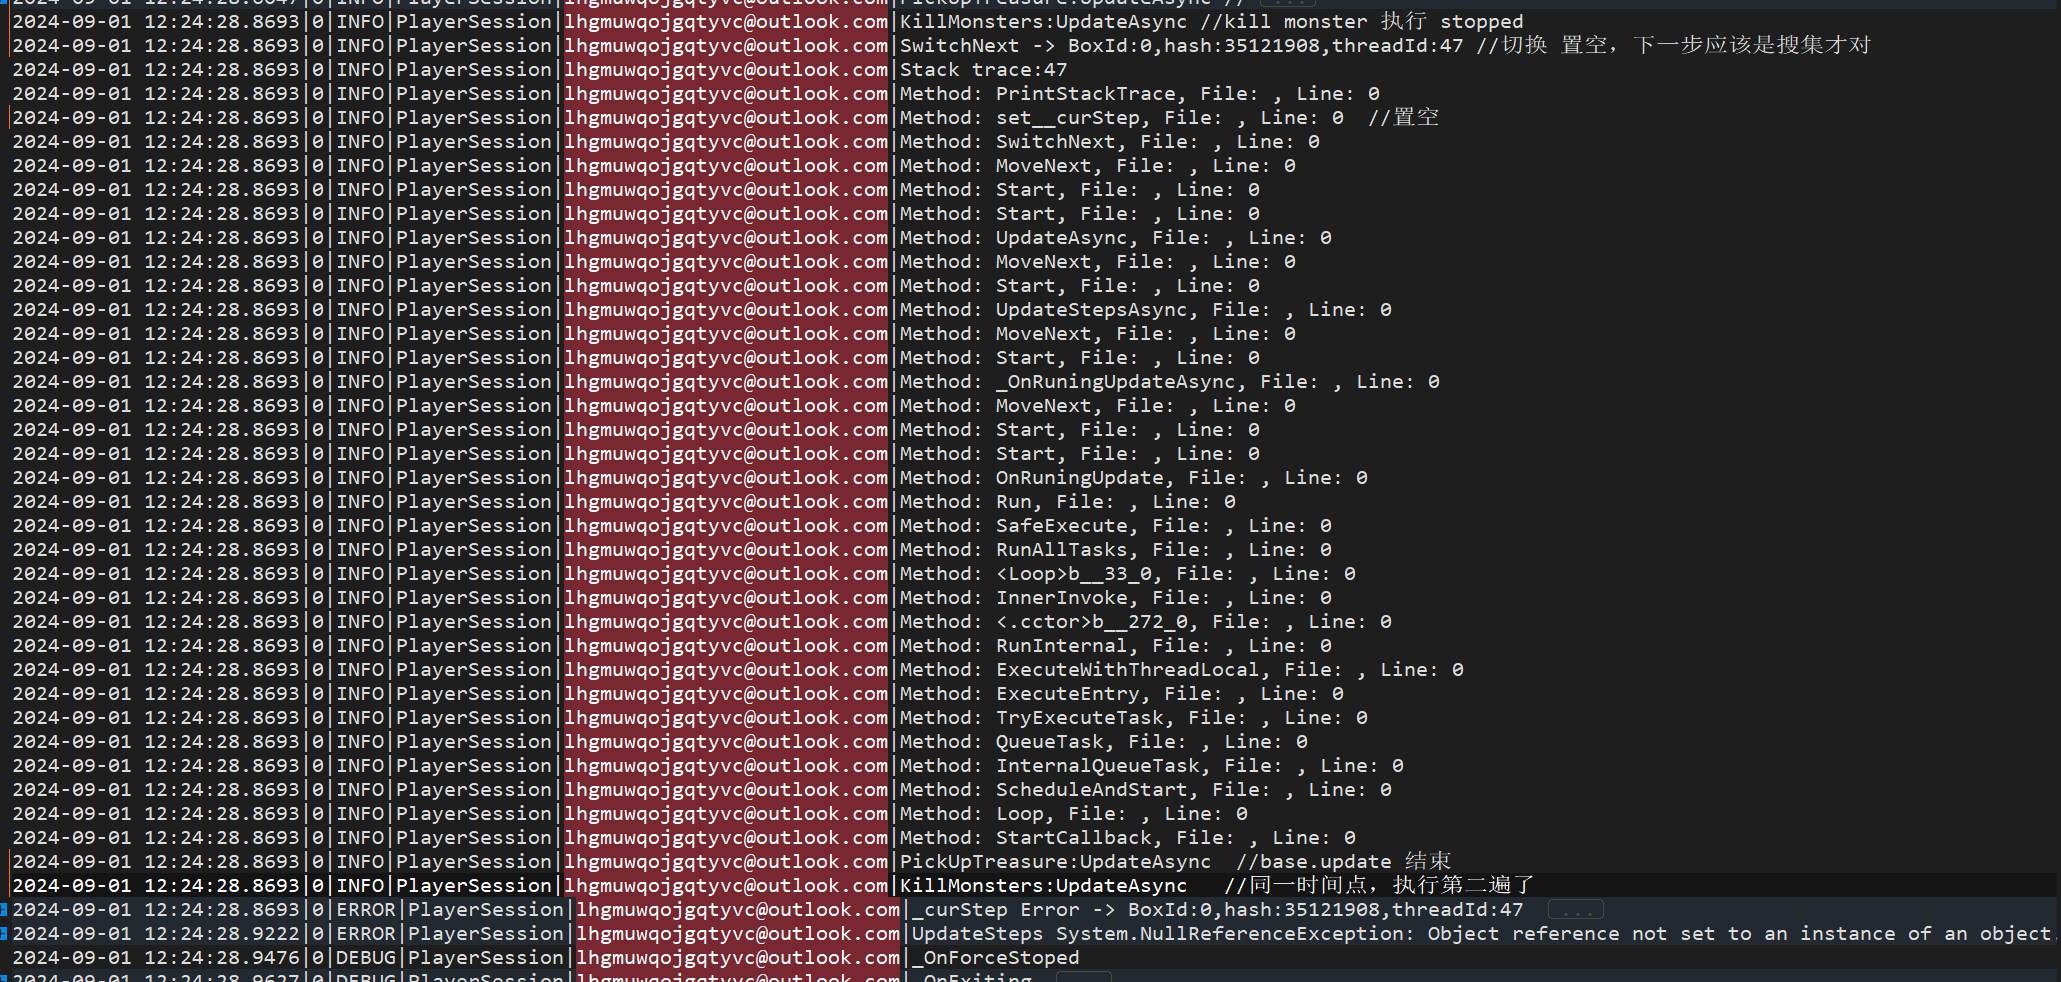 2024-09-01 12:24:28.8693|0|INFO|PlayerSession|lhgmuwqojgqtyvc@outlook.com|KillMonsters:UpdateAsync //kill monster 执行 stopped
2024-09-01 12:24:28.8693|0|INFO|PlayerSession|lhgmuwqojgqtyvc@outlook.com|SwitchNext -> BoxId:0,hash:35121908,threadId:47 //切换 置空, 下一步应该是搜集才对
2024-09-01 12:24:28.8693|0|INFO|PlayerSession|lhgmuwqojgqtyvc@outlook.com|Stack trace:47
2024-09-01 12:24:28.8693|0|INFO|PlayerSession|lhgmuwqojgqtyvc@outlook.com|Method: PrintStackTrace, File: , Line: 0
2024-09-01 12:24:28.8693|0|INFO|PlayerSession|lhgmuwqojgqtyvc@outlook.com|Method: set__curStep, File: , Line: 0  //置空
2024-09-01 12:24:28.8693|0|INFO|PlayerSession|lhgmuwqojgqtyvc@outlook.com|Method: SwitchNext, File: , Line: 0
2024-09-01 12:24:28.8693|0|INFO|PlayerSession|lhgmuwqojgqtyvc@outlook.com|Method: MoveNext, File: , Line: 0
2024-09-01 12:24:28.8693|0|INFO|PlayerSession|lhgmuwqojgqtyvc@outlook.com|Method: Start, File: , Line: 0
2024-09-01 12:24:28.8693|0|INFO|PlayerSession|lhgmuwqojgqtyvc@outlook.com|Method: Start, File: , Line: 0
2024-09-01 12:24:28.8693|0|INFO|PlayerSession|lhgmuwqojgqtyvc@outlook.com|Method: UpdateAsync, File: , Line: 0
2024-09-01 12:24:28.8693|0|INFO|PlayerSession|lhgmuwqojgqtyvc@outlook.com|Method: MoveNext, File: , Line: 0
2024-09-01 12:24:28.8693|0|INFO|PlayerSession|lhgmuwqojgqtyvc@outlook.com|Method: Start, File: , Line: 0
2024-09-01 12:24:28.8693|0|INFO|PlayerSession|lhgmuwqojgqtyvc@outlook.com|Method: UpdateStepsAsync, File: , Line: 0
2024-09-01 12:24:28.8693|0|INFO|PlayerSession|lhgmuwqojgqtyvc@outlook.com|Method: MoveNext, File: , Line: 0
2024-09-01 12:24:28.8693|0|INFO|PlayerSession|lhgmuwqojgqtyvc@outlook.com|Method: Start, File: , Line: 0
2024-09-01 12:24:28.8693|0|INFO|PlayerSession|lhgmuwqojgqtyvc@outlook.com|Method: _OnRuningUpdateAsync, File: , Line: 0
2024-09-01 12:24:28.8693|0|INFO|PlayerSession|lhgmuwqojgqtyvc@outlook.com|Method: MoveNext, File: , Line: 0
2024-09-01 12:24:28.8693|0|INFO|PlayerSession|lhgmuwqojgqtyvc@outlook.com|Method: Start, File: , Line: 0
2024-09-01 12:24:28.8693|0|INFO|PlayerSession|lhgmuwqojgqtyvc@outlook.com|Method: Start, File: , Line: 0
2024-09-01 12:24:28.8693|0|INFO|PlayerSession|lhgmuwqojgqtyvc@outlook.com|Method: OnRuningUpdate, File: , Line: 0
2024-09-01 12:24:28.8693|0|INFO|PlayerSession|lhgmuwqojgqtyvc@outlook.com|Method: Run, File: , Line: 0
2024-09-01 12:24:28.8693|0|INFO|PlayerSession|lhgmuwqojgqtyvc@outlook.com|Method: SafeExecute, File: , Line: 0
2024-09-01 12:24:28.8693|0|INFO|PlayerSession|lhgmuwqojgqtyvc@outlook.com|Method: RunAllTasks, File: , Line: 0
2024-09-01 12:24:28.8693|0|INFO|PlayerSession|lhgmuwqojgqtyvc@outlook.com|Method: <Loop>b__33_0, File: , Line: 0
2024-09-01 12:24:28.8693|0|INFO|PlayerSession|lhgmuwqojgqtyvc@outlook.com|Method: InnerInvoke, File: , Line: 0
2024-09-01 12:24:28.8693|0|INFO|PlayerSession|lhgmuwqojgqtyvc@outlook.com|Method: <.cctor>b__272_0, File: , Line: 0
2024-09-01 12:24:28.8693|0|INFO|PlayerSession|lhgmuwqojgqtyvc@outlook.com|Method: RunInternal, File: , Line: 0
2024-09-01 12:24:28.8693|0|INFO|PlayerSession|lhgmuwqojgqtyvc@outlook.com|Method: ExecuteWithThreadLocal, File: , Line: 0
2024-09-01 12:24:28.8693|0|INFO|PlayerSession|lhgmuwqojgqtyvc@outlook.com|Method: ExecuteEntry, File: , Line: 0
2024-09-01 12:24:28.8693|0|INFO|PlayerSession|lhgmuwqojgqtyvc@outlook.com|Method: TryExecuteTask, File: , Line: 0
2024-09-01 12:24:28.8693|0|INFO|PlayerSession|lhgmuwqojgqtyvc@outlook.com|Method: QueueTask, File: , Line: 0
2024-09-01 12:24:28.8693|0|INFO|PlayerSession|lhgmuwqojgqtyvc@outlook.com|Method: InternalQueueTask, File: , Line: 0
2024-09-01 12:24:28.8693|0|INFO|PlayerSession|lhgmuwqojgqtyvc@outlook.com|Method: ScheduleAndStart, File: , Line: 0
2024-09-01 12:24:28.8693|0|INFO|PlayerSession|lhgmuwqojgqtyvc@outlook.com|Method: Loop, File: , Line: 0
2024-09-01 12:24:28.8693|0|INFO|PlayerSession|lhgmuwqojgqtyvc@outlook.com|Method: StartCallback, File: , Line: 0
2024-09-01 12:24:28.8693|0|INFO|PlayerSession|lhgmuwqojgqtyvc@outlook.com|PickUpTreasure:UpdateAsync  //base.update 结束
2024-09-01 12:24:28.8693|0|INFO|PlayerSession|lhgmuwqojgqtyvc@outlook.com|KillMonsters:UpdateAsync   //同一时间点, 执行第二遍了
2024-09-01 12:24:28.8693|0|ERROR|PlayerSession|lhgmuwqojgqtyvc@outlook.com|_curStep Error -> BoxId:0,hash:35121908,threadId:47 ...
2024-09-01 12:24:28.9222|0|ERROR|PlayerSession|lhgmuwqojgqtyvc@outlook.com|UpdateSteps System.NullReferenceException: Object reference not set to an instance of an object.
2024-09-01 12:24:28.9476|0|DEBUG|PlayerSession|lhgmuwqojgqtyvc@outlook.com|_OnForceStoped